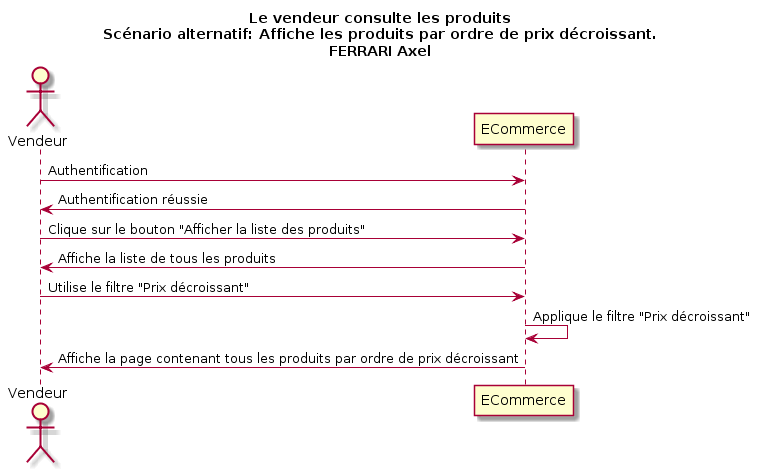 Le vendeur consulte les produits
Scénario alternatif: Affiche les produits par ordre de prix décroissant.
FERRARI Axel
Vendeur
ECommerce
Authentification
Authentification réussie
Clique sur le bouton "Afficher la liste des produits"
Affiche la liste de tous les produits
Utilise le filtre "Prix décroissant"
Applique le filtre "Prix décroissant"
Affiche la page contenant tous les produits par ordre de prix décroissant
Vendeur
ECommerce